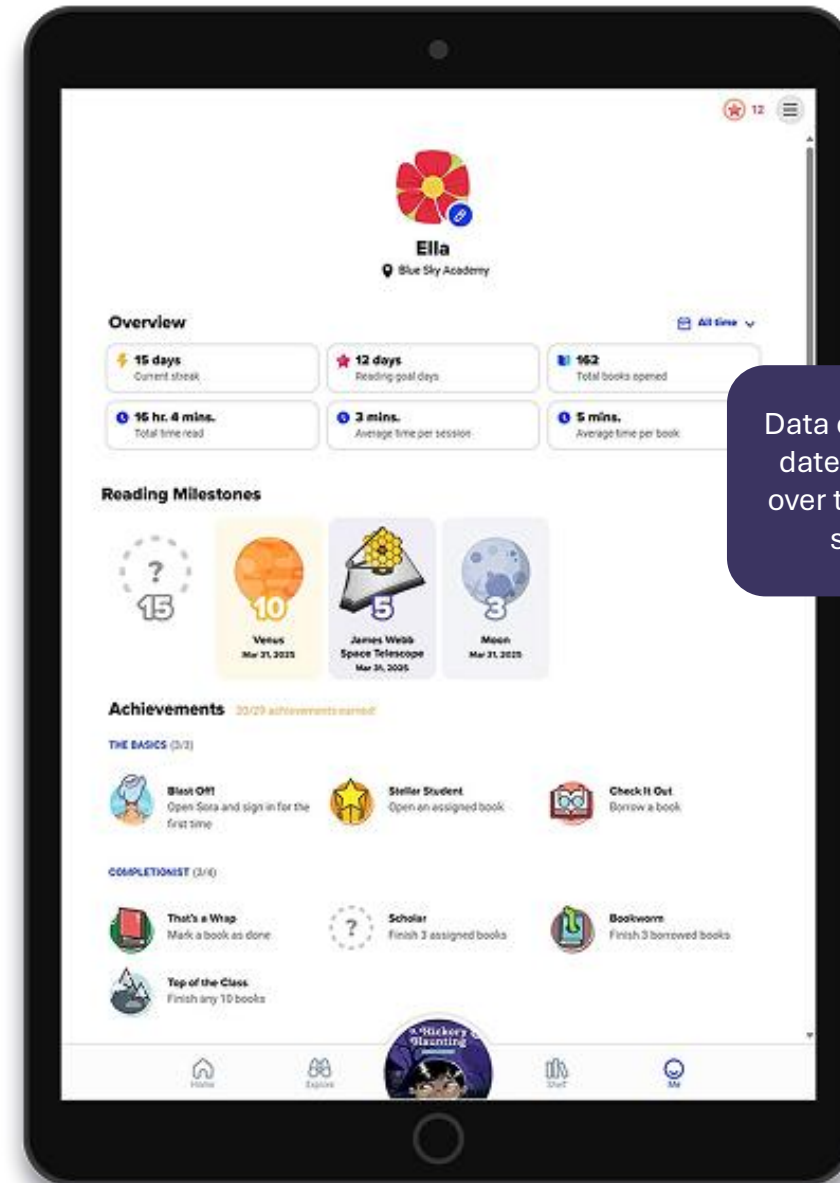 12
Ella
Blue Sky Academy
Overview
All time
15 days
Current streak
12 days
Reading goal days
162
Total books opened
16 hr. 4 mins.
Total time read
3 mins.
Average time per session
5 mins.
Average time per book
Data
date
over
Reading Milestones
?
15
10
Venus
Mar 31, 2025
5
James Webb
Space Telescope
Mar 31, 2025
3
Moon
Mar 31, 2025
Achievements 20/29 achievements earned!
THE BASICS (3/3)
Blast Off!
Open Sora and sign in for the
first time
Stellar Student
Open an assigned book
Check It Out
Borrow a book
COMPLETIONIST (3/4)
That's a Wrap
Mark a book as done
?
Scholar
Finish 3 assigned books
Bookworm
Finish 3 borrowed books
Top of the Class
Finish any 10 books
Hickory
Haunting
Home
Explore
Shelf
Me